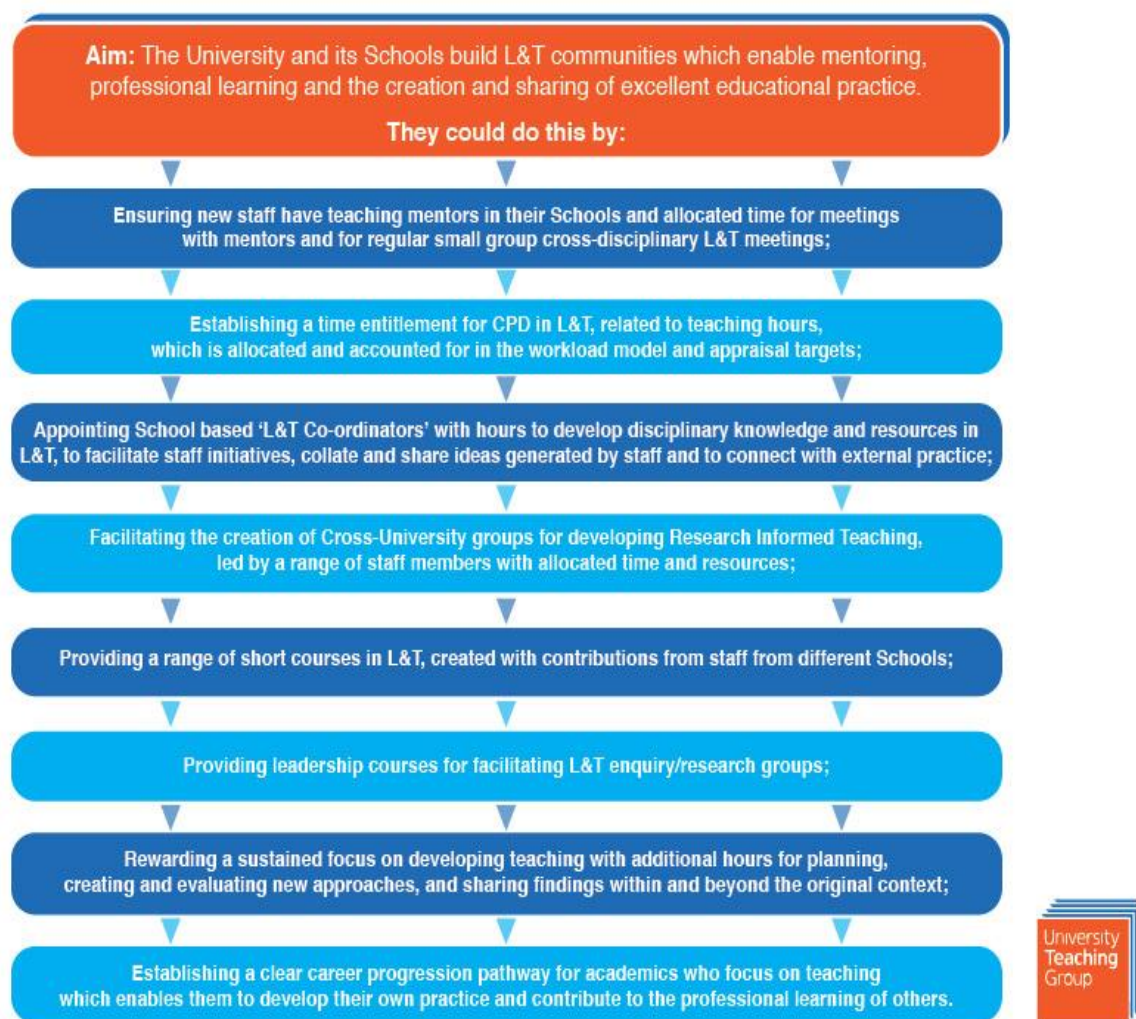 Aim: The University and its Schools build L&T communities which enable mentoring,
professional learning and the creation and sharing of excellent educational practice.
They could do this by:
Ensuring new staff have teaching mentors in their Schools and allocated time for meetings
with mentors and for regular small group cross-disciplinary L&T meetings;
Establishing a time entitlement for CPD in L&T, related to teaching hours,
which is allocated and accounted for in the workload model and appraisal targets;
Appointing School based ‘L&T Co-ordinators’ with hours to develop disciplinary knowledge and resources in
L&T, to facilitate staff initiatives, collate and share ideas generated by staff and to connect with external practice;
Facilitating the creation of Cross-University groups for developing Research Informed Teaching,
led by a range of staff members with allocated time and resources;
Providing a range of short courses in L&T, created with contributions from staff from different Schools;
Providing leadership courses for facilitating L&T enquiry/research groups;
Rewarding a sustained focus on developing teaching with additional hours for planning,
creating and evaluating new approaches, and sharing findings within and beyond the original context;
Establishing a clear career progression pathway for academics who focus on teaching
which enables them to develop their own practice and contribute to the professional learning of others.
University
Teaching
Group